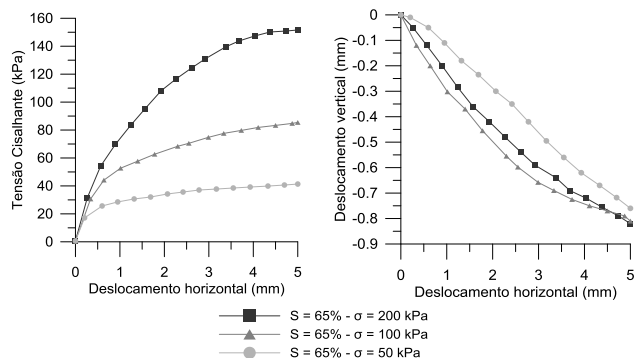 160
140
120
100
80
60
40
20
0
Tensão Cisalhante (kPa)
0 1 2 3 4 5
Deslocamento horizontal (mm)
0
-0.1
-0.2
-0.3
-0.4
-0.5
-0.6
-0.7
-0.8
-0.9
Deslocamento vertical (mm)
0 1 2 3 4 5
Deslocamento horizontal (mm)
S = 65% - σ = 200 kPa
S = 65% - σ = 100 kPa
S = 65% - σ = 50 kPa